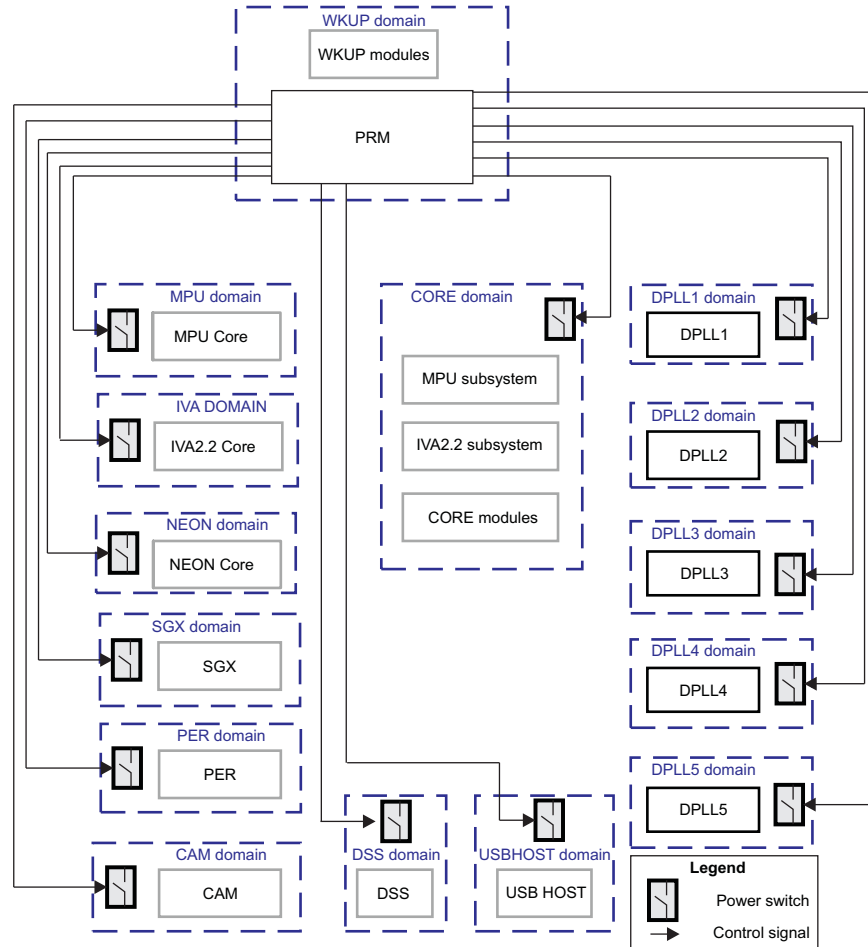 WKUP domain
WKUP modules
PRM
MPU domain
MPU Core
IVA DOMAIN
IVA2.2 Core
NEON domain
NEON Core
SGX domain
SGX
PER domain
PER
CAM domain
CAM
CORE domain
MPU subsystem
IVA2.2 subsystem
CORE modules
DSS domain
DSS
USBHOST domain
USB HOST
DPLL1 domain
DPLL1
DPLL2 domain
DPLL2
DPLL3 domain
DPLL3
DPLL4 domain
DPLL4
DPLL5 domain
DPLL5
Legend
Power switch
Control signal